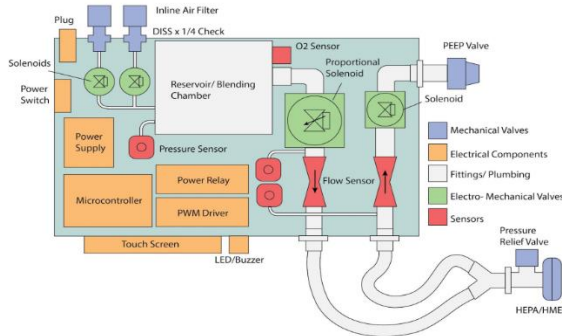 Inline Air Filter
DISS x 1/4 Check
Plug
O2 Sensor
PEEP Valve
Solenoids
Reservoir/ Blending
Chamber
Proportional
Solenoid
Solenoid
Power
Switch
Power
Supply
Pressure Sensor
Mechanical Valves
Electrical Components
Fittings/ Plumbing
Electro- Mechanical Valves
Sensors
Power Relay
Flow Sensor
Microcontroller
PWM Driver
Touch Screen
LED/Buzzer
Pressure
Relief Valve
HEPA/HME